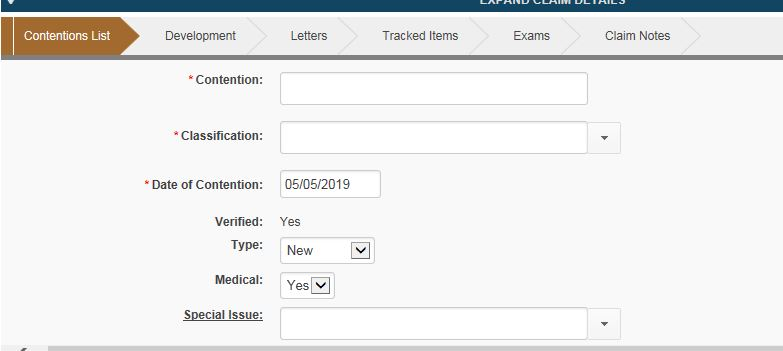 EXPAND CLAIM DETAILS
Contentions List Development Letters Tracked Items Exams Claim Notes
* Contention:
* Classification:
* Date of Contention: 05/05/2019
Verified: Yes
Type: New
Medical: Yes
Special Issue: